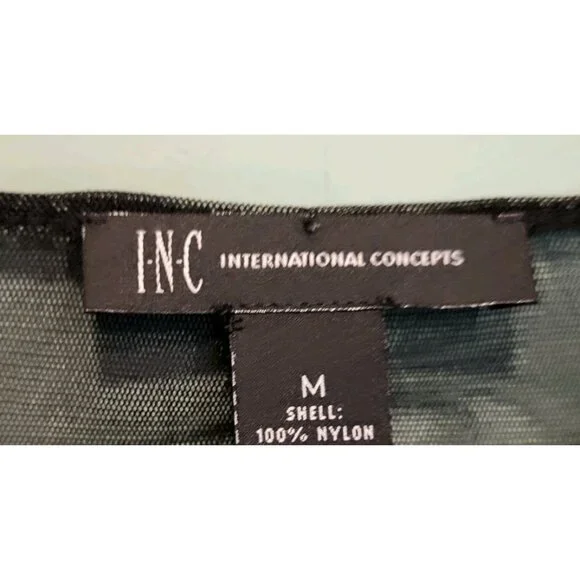 I·N·C INTERNATIONAL CONCEPTS
M
SHELL:
100% NYLON